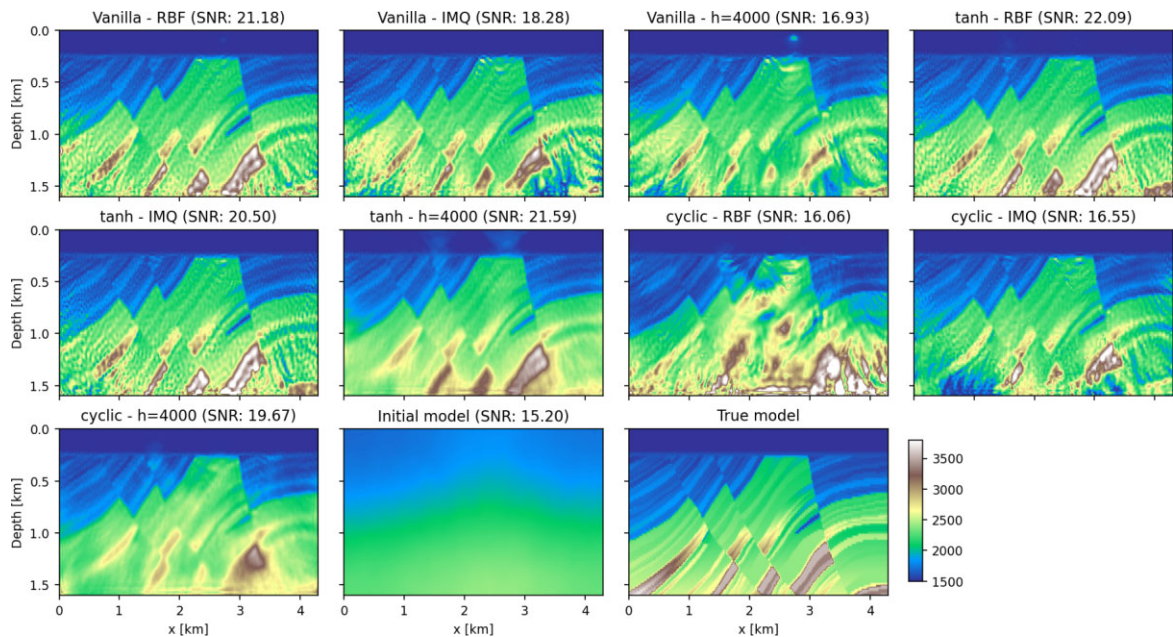 Vanilla - RBF (SNR: 21.18)
Vanilla - IMQ (SNR: 18.28)
Vanilla - h=4000 (SNR: 16.93)
tanh - RBF (SNR: 22.09)
0.0
0.5
1.0
1.5
Depth [km]
tanh - IMQ (SNR: 20.50)
tanh - h=4000 (SNR: 21.59)
cyclic - RBF (SNR: 16.06)
cyclic - IMQ (SNR: 16.55)
0.0
0.5
1.0
1.5
Depth [km]
cyclic - h=4000 (SNR: 19.67)
Initial model (SNR: 15.20)
True model
0.0
0.5
1.0
1.5
Depth [km]
3500
3000
2500
2000
1500
0 1 2 3 4
0 1 2 3 4
0 1 2 3 4
x [km]
x [km]
x [km]